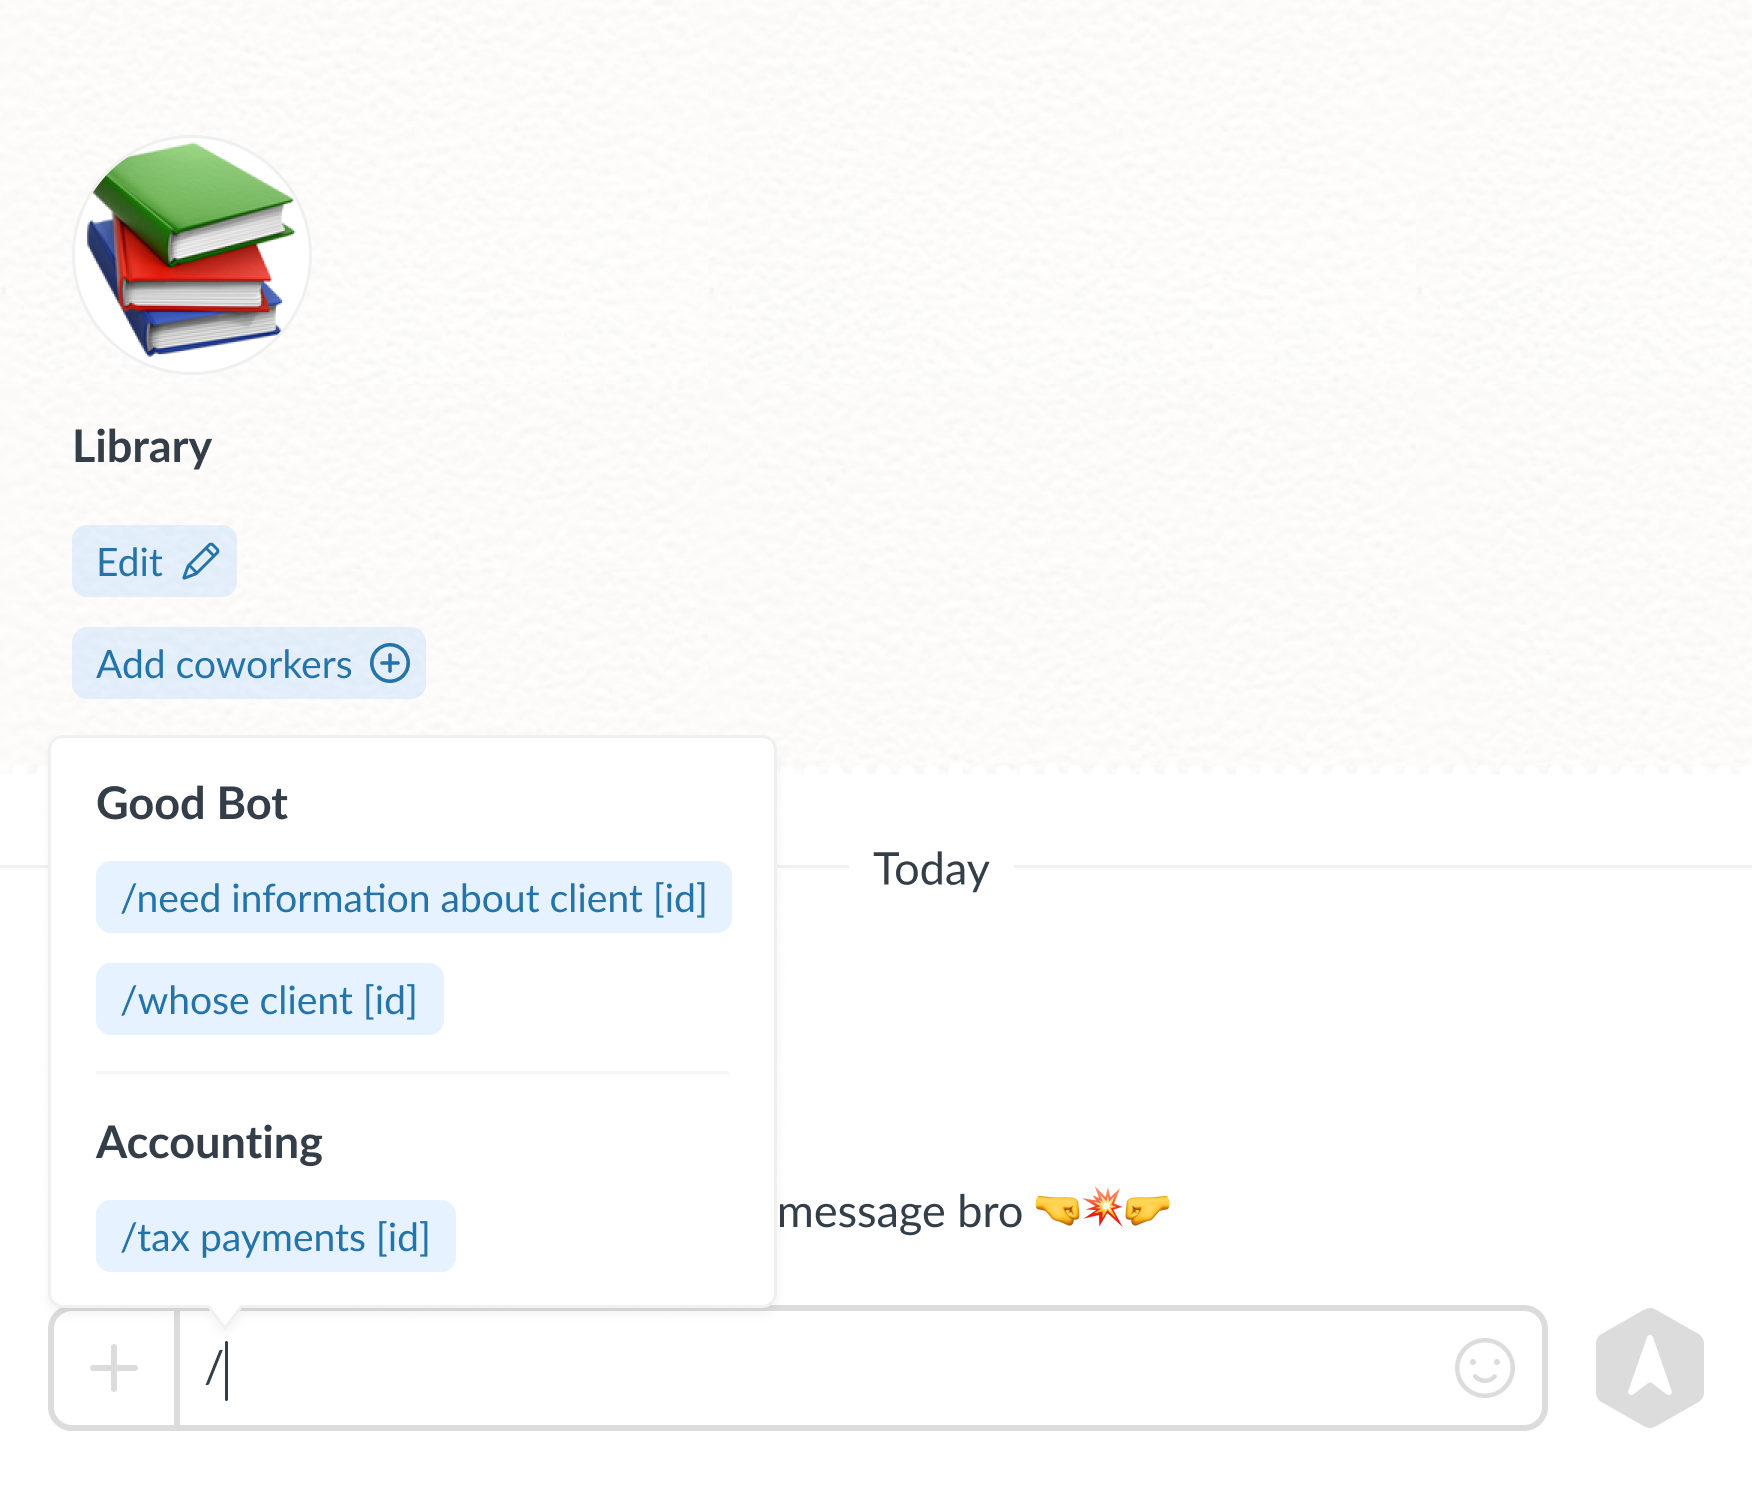 Library
Edit
Add coworkers
Good Bot
/need information about client [id]
/whose client [id]
Today
Accounting
/tax payments [id]
message bro 🤜💥🤛
/